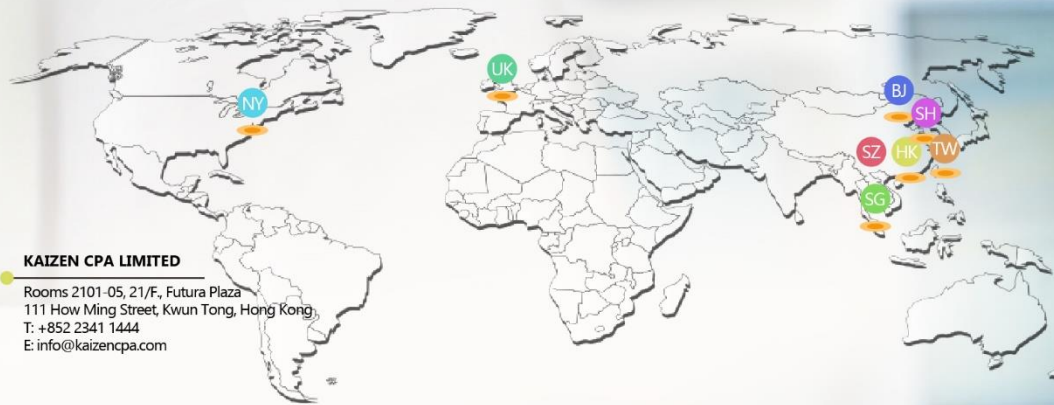 UK
NY
BJ
SH
SZ
HK
TW
SG
KAIZEN CPA LIMITED
Rooms 2101-05, 21/F., Futura Plaza
111 How Ming Street, Kwun Tong, Hong Kong
T: +852 2341 1444
E: info@kaizencpa.com